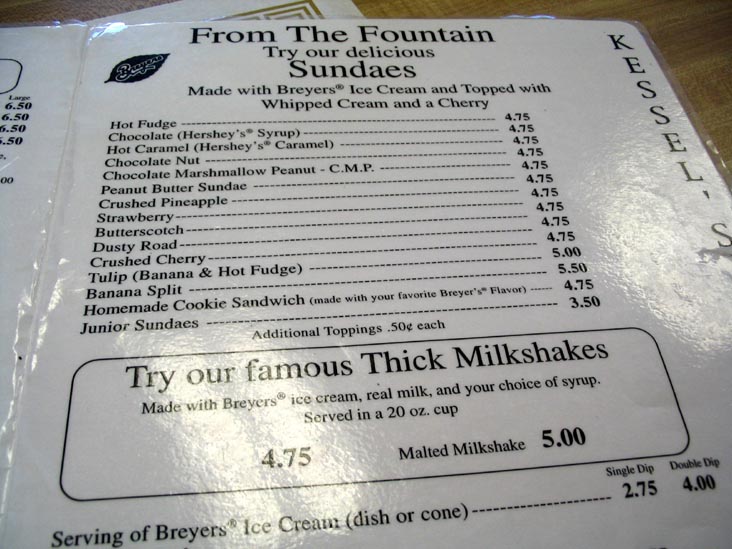 From The Fountain
Try our delicious
Sundaes
Made with Breyers® Ice Cream and Topped with
Whipped Cream and a Cherry
Hot Fudge 4.75
Chocolate (Hershey's® Syrup) 4.75
Hot Caramel (Hershey's® Caramel) 4.75
Chocolate Nut 4.75
Chocolate Marshmallow Peanut - C.M.P. 4.75
Peanut Butter Sundae 4.75
Crushed Pineapple 4.75
Strawberry 4.75
Butterscotch 4.75
Dusty Road 4.75
Crushed Cherry 5.00
Tulip (Banana & Hot Fudge) 5.50
Banana Split
Homemade Cookie Sandwich (made with your favorite Breyer's® Flavor) 4.75
Junior Sundaes 3.50
Additional Toppings .50¢ each
Try our famous Thick Milkshakes
Made with Breyers® ice cream, real milk, and your choice of syrup.
Served in a 20 oz. cup
4.75 Malted Milkshake 5.00
Single Dip Double Dip
Serving of Breyers® Ice Cream (dish or cone) 2.75 4.00
KESSEL'S
Breyers
Large
6.50
6.50
6.50
6.50